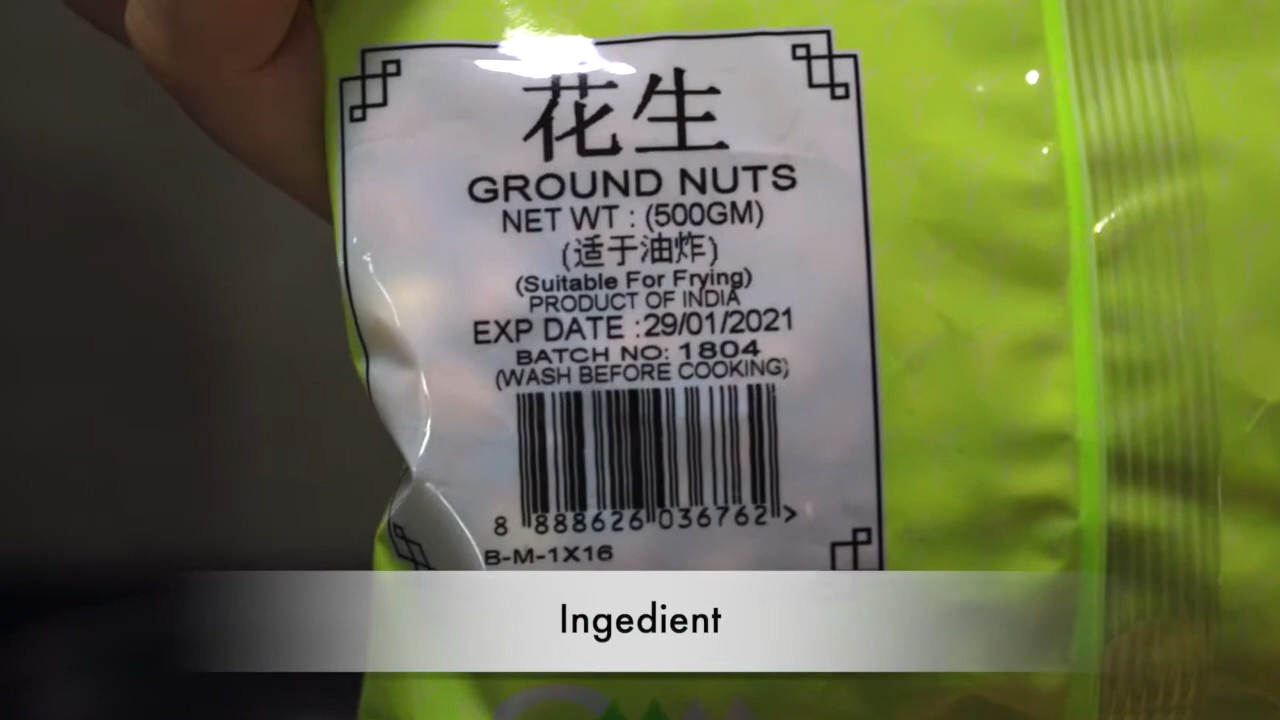 花生
GROUND NUTS
NET WT : (500GM)
(适于油炸)
(Suitable For Frying)
PRODUCT OF INDIA
EXP DATE :29/01/2021
BATCH NO: 1804
(WASH BEFORE COOKING)
8 888626 036762 >
B-M-1X16
Ingedient